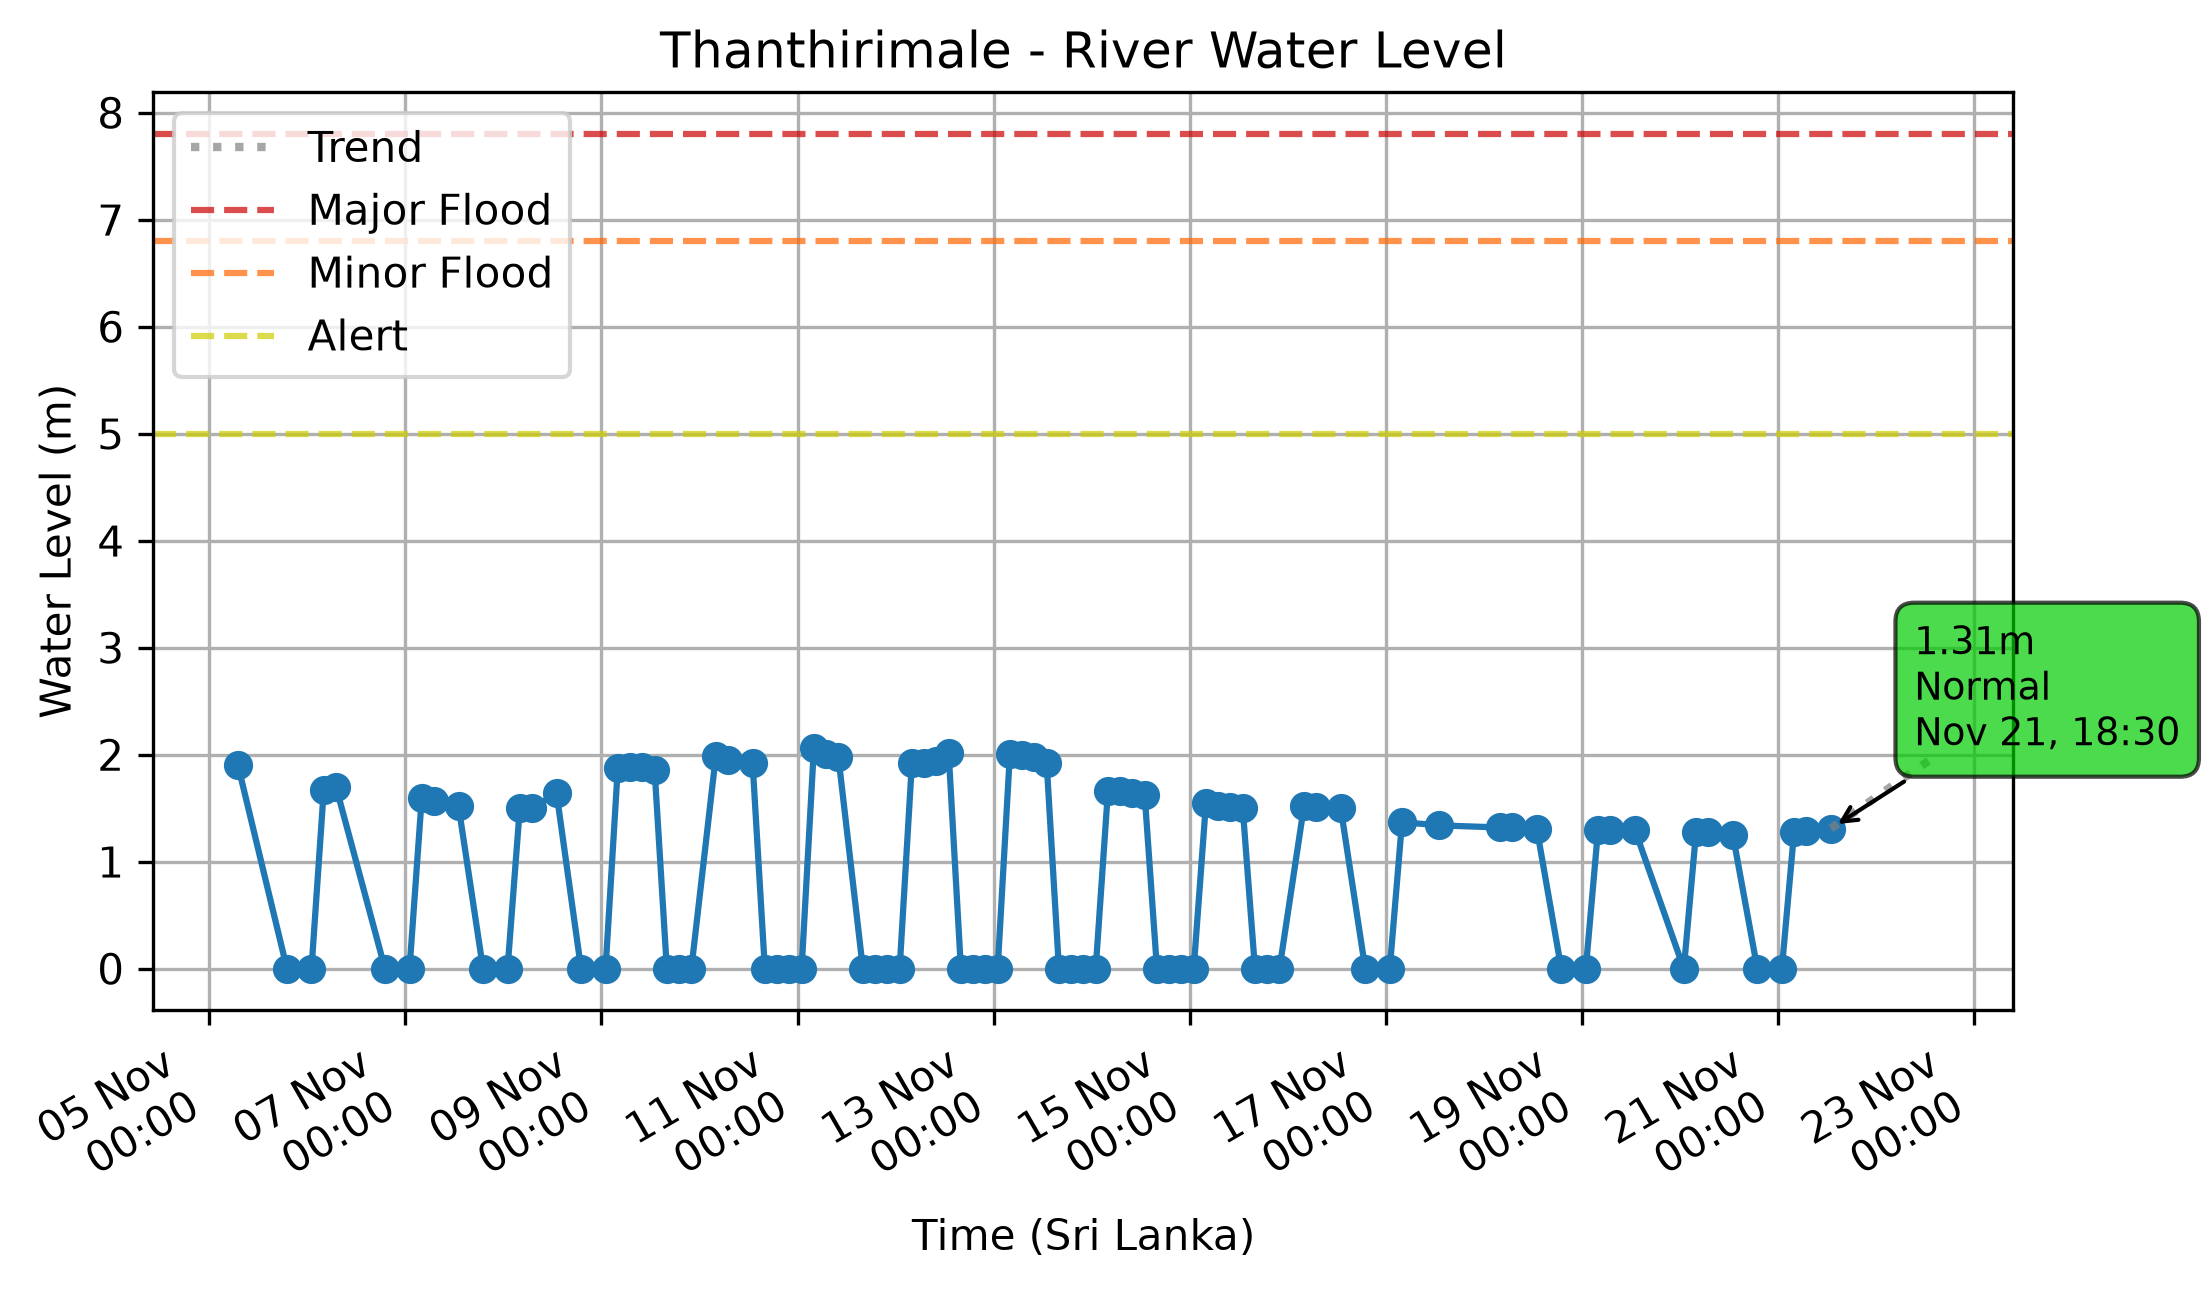 Thanthirimale - River Water Level
8
7
6
5
4
3
2
1
0
Water Level (m)
Trend
Major Flood
Minor Flood
Alert
1.31m
Normal
Nov 21, 18:30
05 Nov
00:00
07 Nov
00:00
09 Nov
00:00
11 Nov
00:00
13 Nov
00:00
15 Nov
00:00
17 Nov
00:00
19 Nov
00:00
21 Nov
00:00
23 Nov
00:00
Time (Sri Lanka)